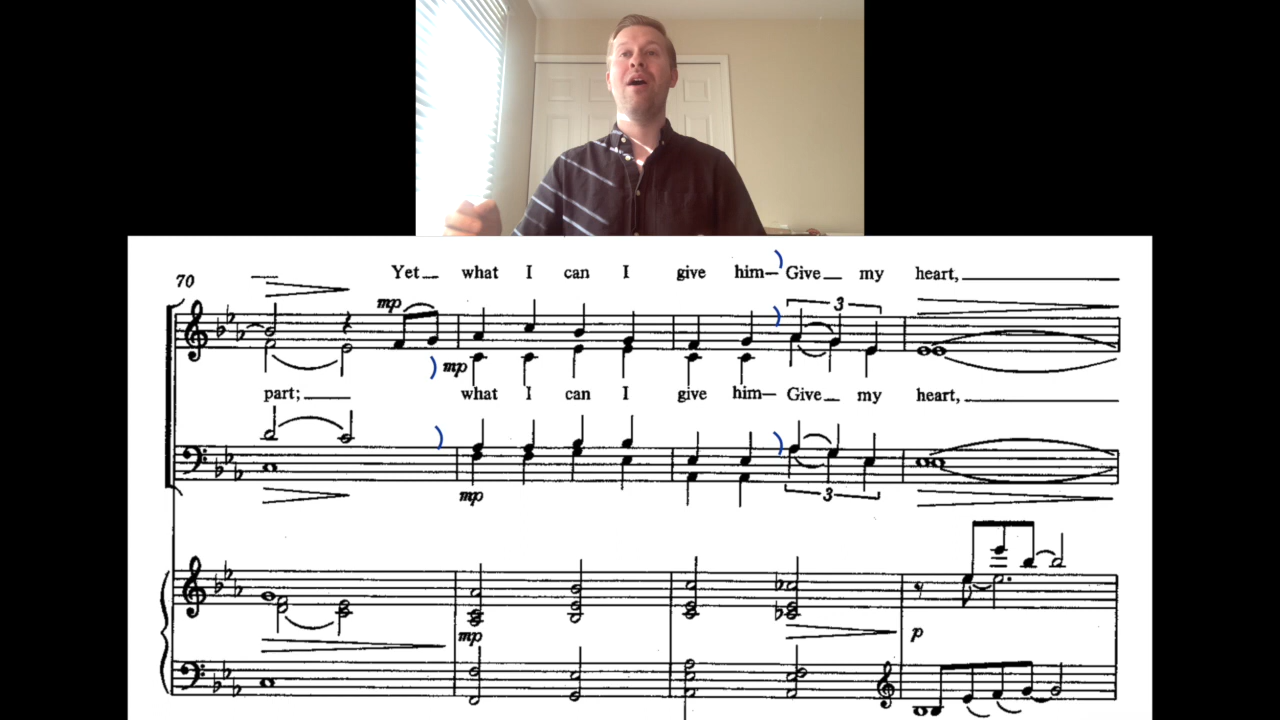 70
Yet what I can I give him– Give my heart,
mp
3
mp
part; what I can I give him– Give my heart,
mp
3
mp
p